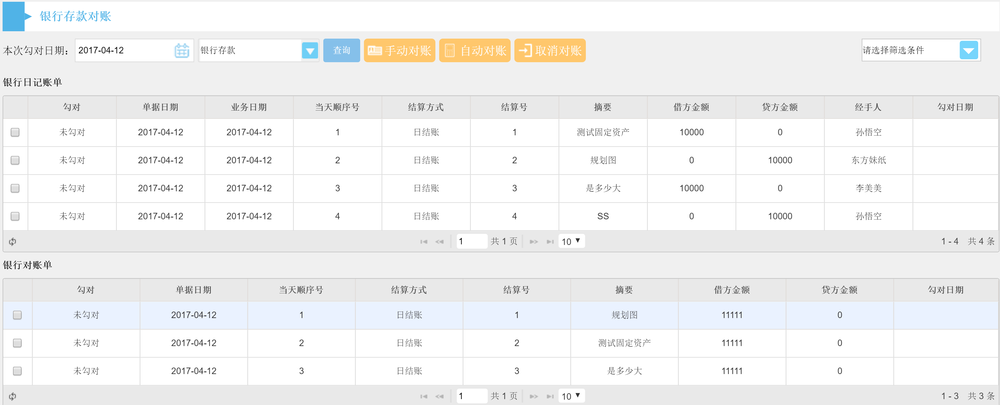 银行存款对账
本次勾对日期： 2017-04-12 银行存款 查询 手动对账 自动对账 取消对账 请选择筛选条件
银行日记账单
勾对 单据日期 业务日期 当天顺序号 结算方式 结算号 摘要 借方金额 贷方金额 经手人 勾对日期
未勾对 2017-04-12 2017-04-12 1 日结账 1 测试固定资产 10000 0 孙悟空
未勾对 2017-04-12 2017-04-12 2 日结账 2 规划图 0 10000 东方妹纸
未勾对 2017-04-12 2017-04-12 3 日结账 3 是多少大 10000 0 李美美
未勾对 2017-04-12 2017-04-12 4 日结账 4 SS 0 10000 孙悟空
1 共 1 页 10 1 - 4 共 4 条
银行对账单
勾对 单据日期 当天顺序号 结算方式 结算号 摘要 借方金额 贷方金额 勾对日期
未勾对 2017-04-12 1 日结账 1 规划图 11111 0
未勾对 2017-04-12 2 日结账 2 测试固定资产 11111 0
未勾对 2017-04-12 3 日结账 3 是多少大 11111 0
1 共 1 页 10 1 - 3 共 3 条